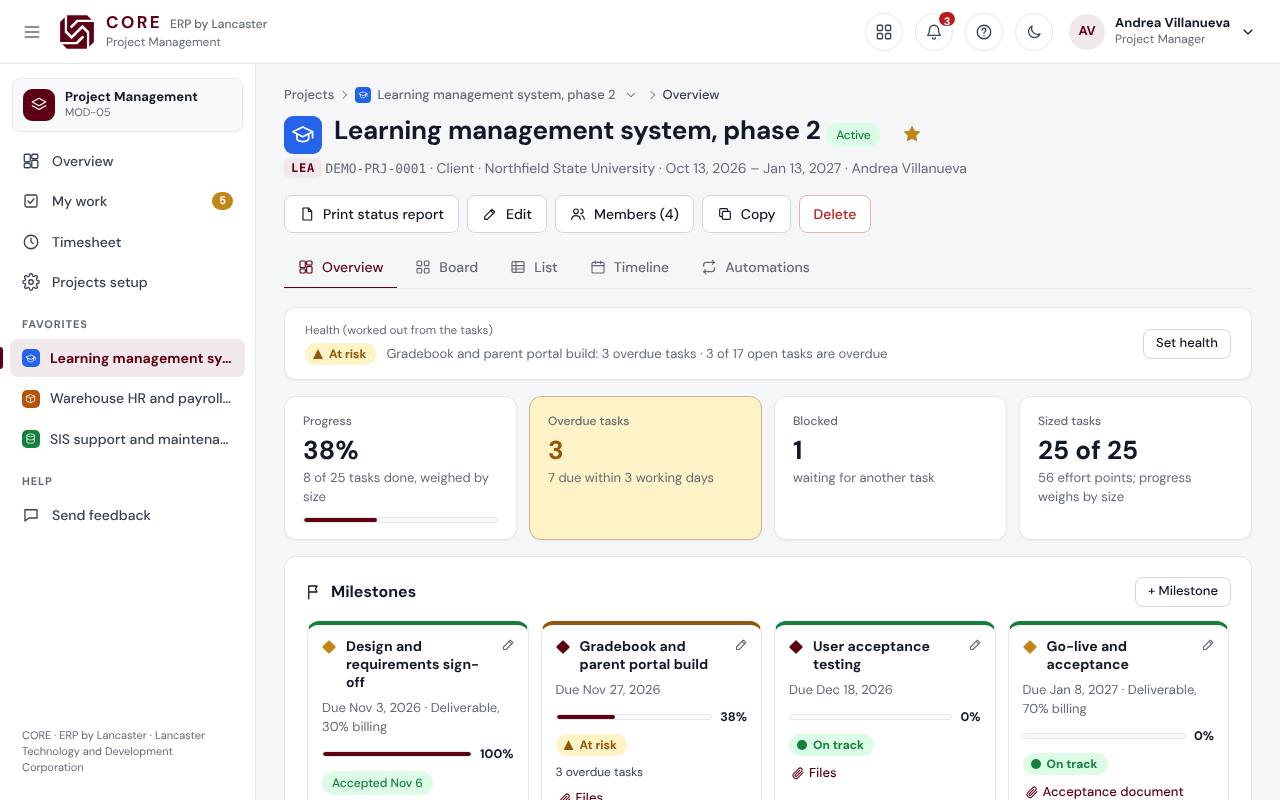 CORE ERP by Lancaster
Project Management
3
AV
Andrea Villanueva
Project Manager
Project Management
MOD-05
Overview
My work
5
Timesheet
Projects setup
FAVORITES
Learning management sy...
Warehouse HR and payroll...
SIS support and maintena...
HELP
Send feedback
CORE · ERP by Lancaster · Lancaster
Technology and Development
Corporation
Projects
Learning management system, phase 2
Overview
Learning management system, phase 2
Active
LEA DEMO-PRJ-0001 · Client · Northfield State University · Oct 13, 2026 – Jan 13, 2027 · Andrea Villanueva
Print status report
Edit
Members (4)
Copy
Delete
Overview
Board
List
Timeline
Automations
Health (worked out from the tasks)
At risk
Gradebook and parent portal build: 3 overdue tasks · 3 of 17 open tasks are overdue
Set health
Progress
38%
8 of 25 tasks done, weighed by
size
Overdue tasks
3
7 due within 3 working days
Blocked
1
waiting for another task
Sized tasks
25 of 25
56 effort points; progress
weighs by size
Milestones
+ Milestone
Design and
requirements sign-
off
Due Nov 3, 2026 · Deliverable,
30% billing
100%
Accepted Nov 6
Gradebook and
parent portal build
Due Nov 27, 2026
38%
At risk
3 overdue tasks
Files
User acceptance
testing
Due Dec 18, 2026
0%
On track
Files
Go-live and
acceptance
Due Jan 8, 2027 · Deliverable,
70% billing
0%
On track
Acceptance document